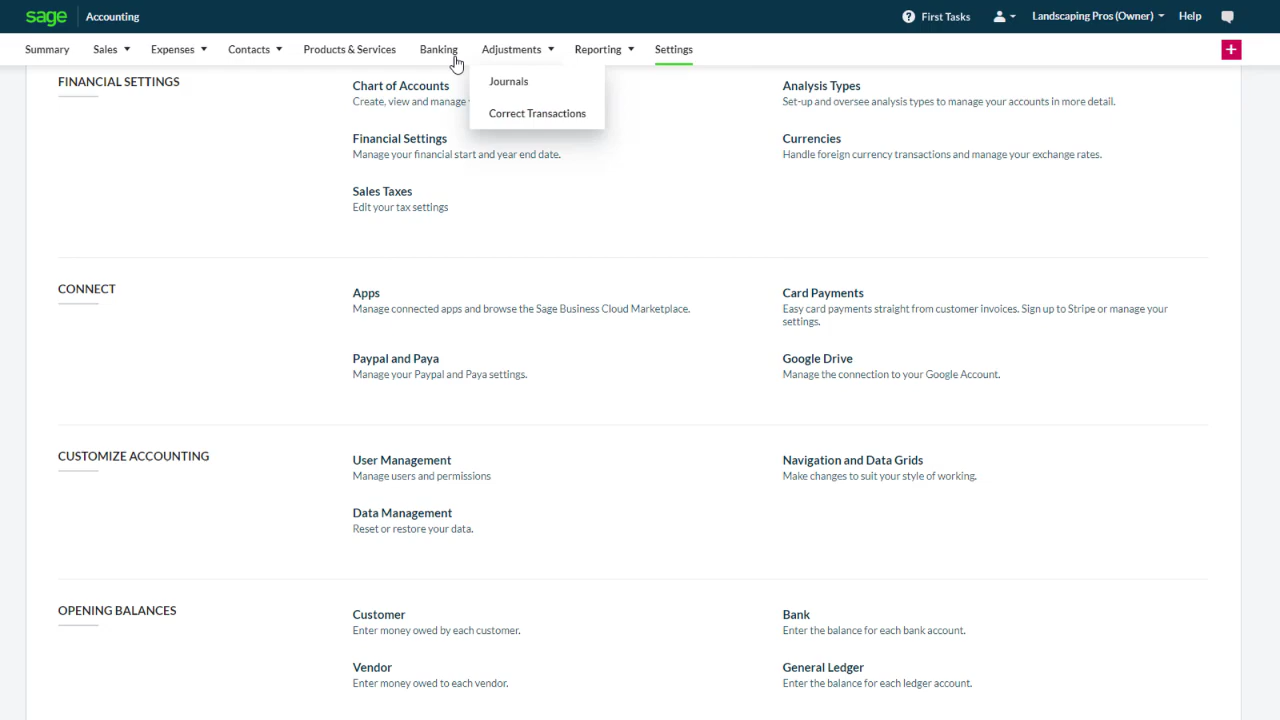 sage Accounting First Tasks Landscaping Pros (Owner) Help
Summary Sales Expenses Contacts Products & Services Banking Adjustments Reporting Settings
Journals
Correct Transactions
FINANCIAL SETTINGS
Chart of Accounts
Create, view and manage
Analysis Types
Set-up and oversee analysis types to manage your accounts in more detail.
Financial Settings
Manage your financial start and year end date.
Currencies
Handle foreign currency transactions and manage your exchange rates.
Sales Taxes
Edit your tax settings
CONNECT
Apps
Manage connected apps and browse the Sage Business Cloud Marketplace.
Card Payments
Easy card payments straight from customer invoices. Sign up to Stripe or manage your
settings.
Paypal and Paya
Manage your Paypal and Paya settings.
Google Drive
Manage the connection to your Google Account.
CUSTOMIZE ACCOUNTING
User Management
Manage users and permissions
Navigation and Data Grids
Make changes to suit your style of working.
Data Management
Reset or restore your data.
OPENING BALANCES
Customer
Enter money owed by each customer.
Bank
Enter the balance for each bank account.
Vendor
Enter money owed to each vendor.
General Ledger
Enter the balance for each ledger account.